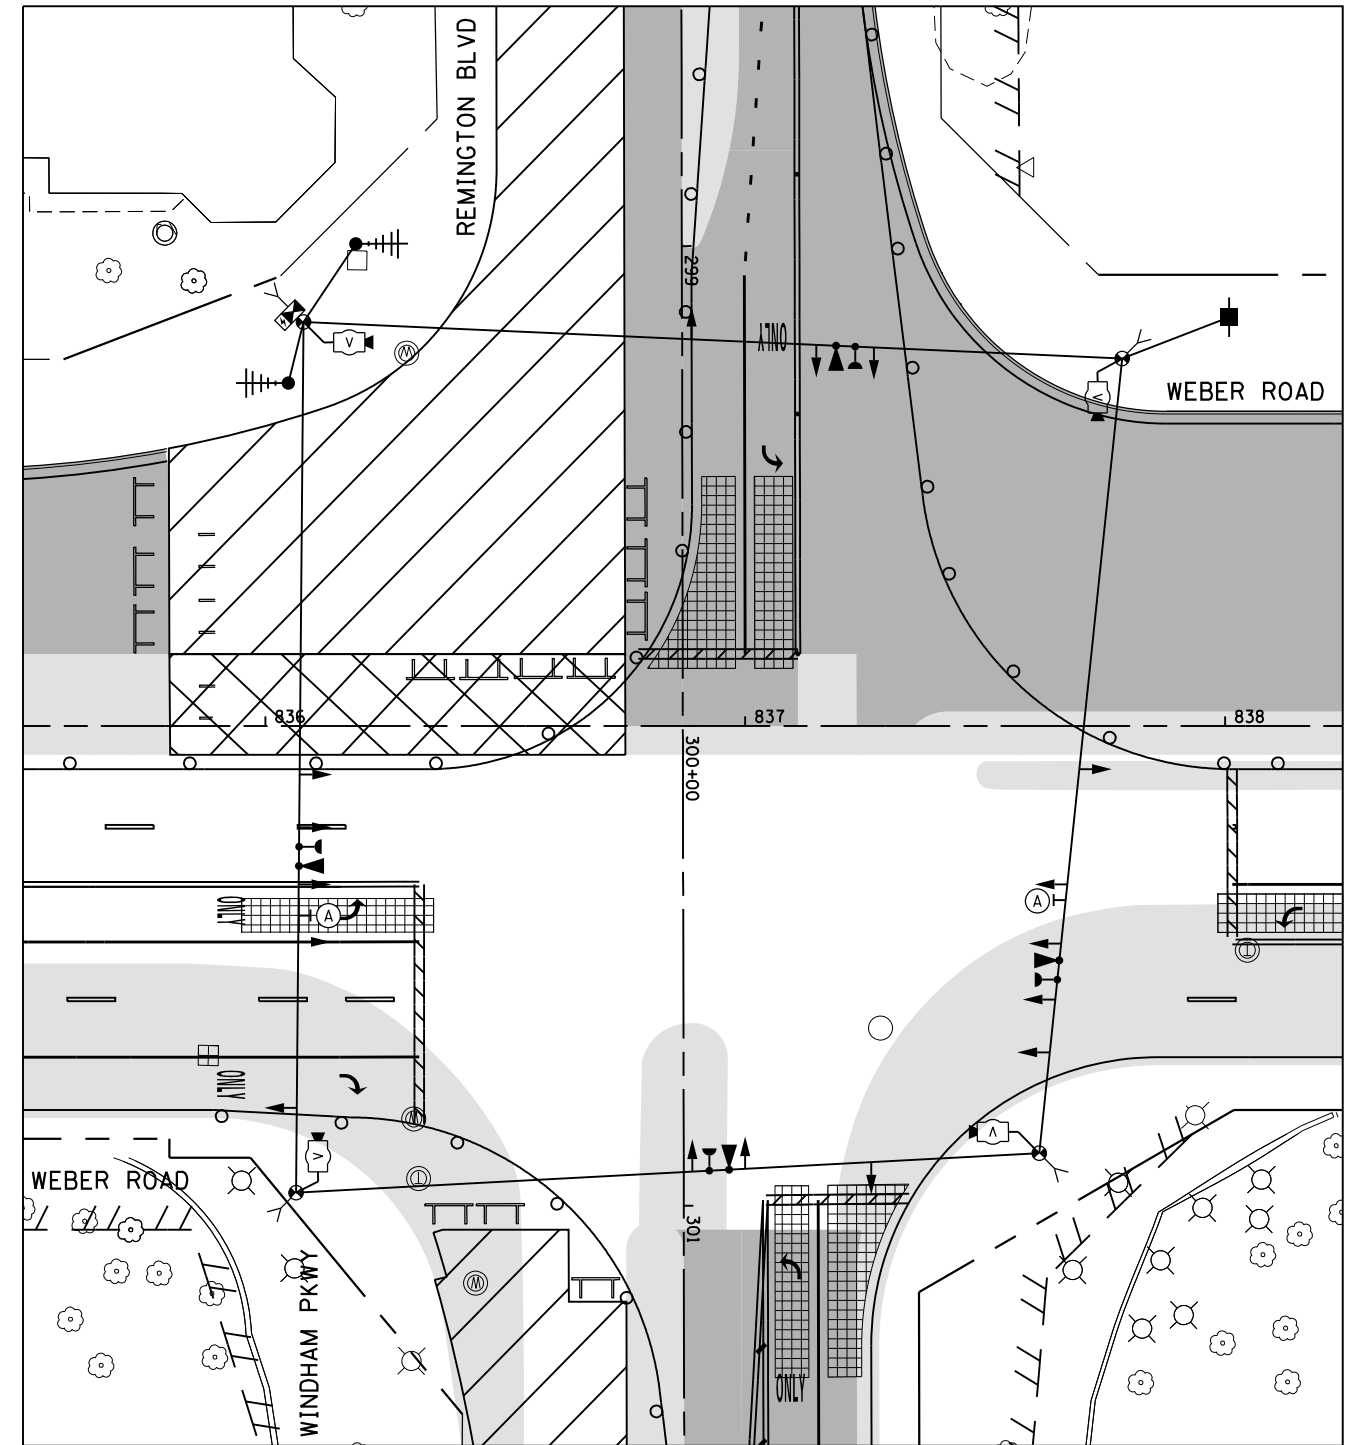 REMINGTON BLVD
299
ONLY
V
W
V
WEBER ROAD
836
837
838
300+00
ONLY
A
A
I
ONLY
W
V
V
I
WEBER ROAD
301
W
WINDHAM PKWY
ONLY